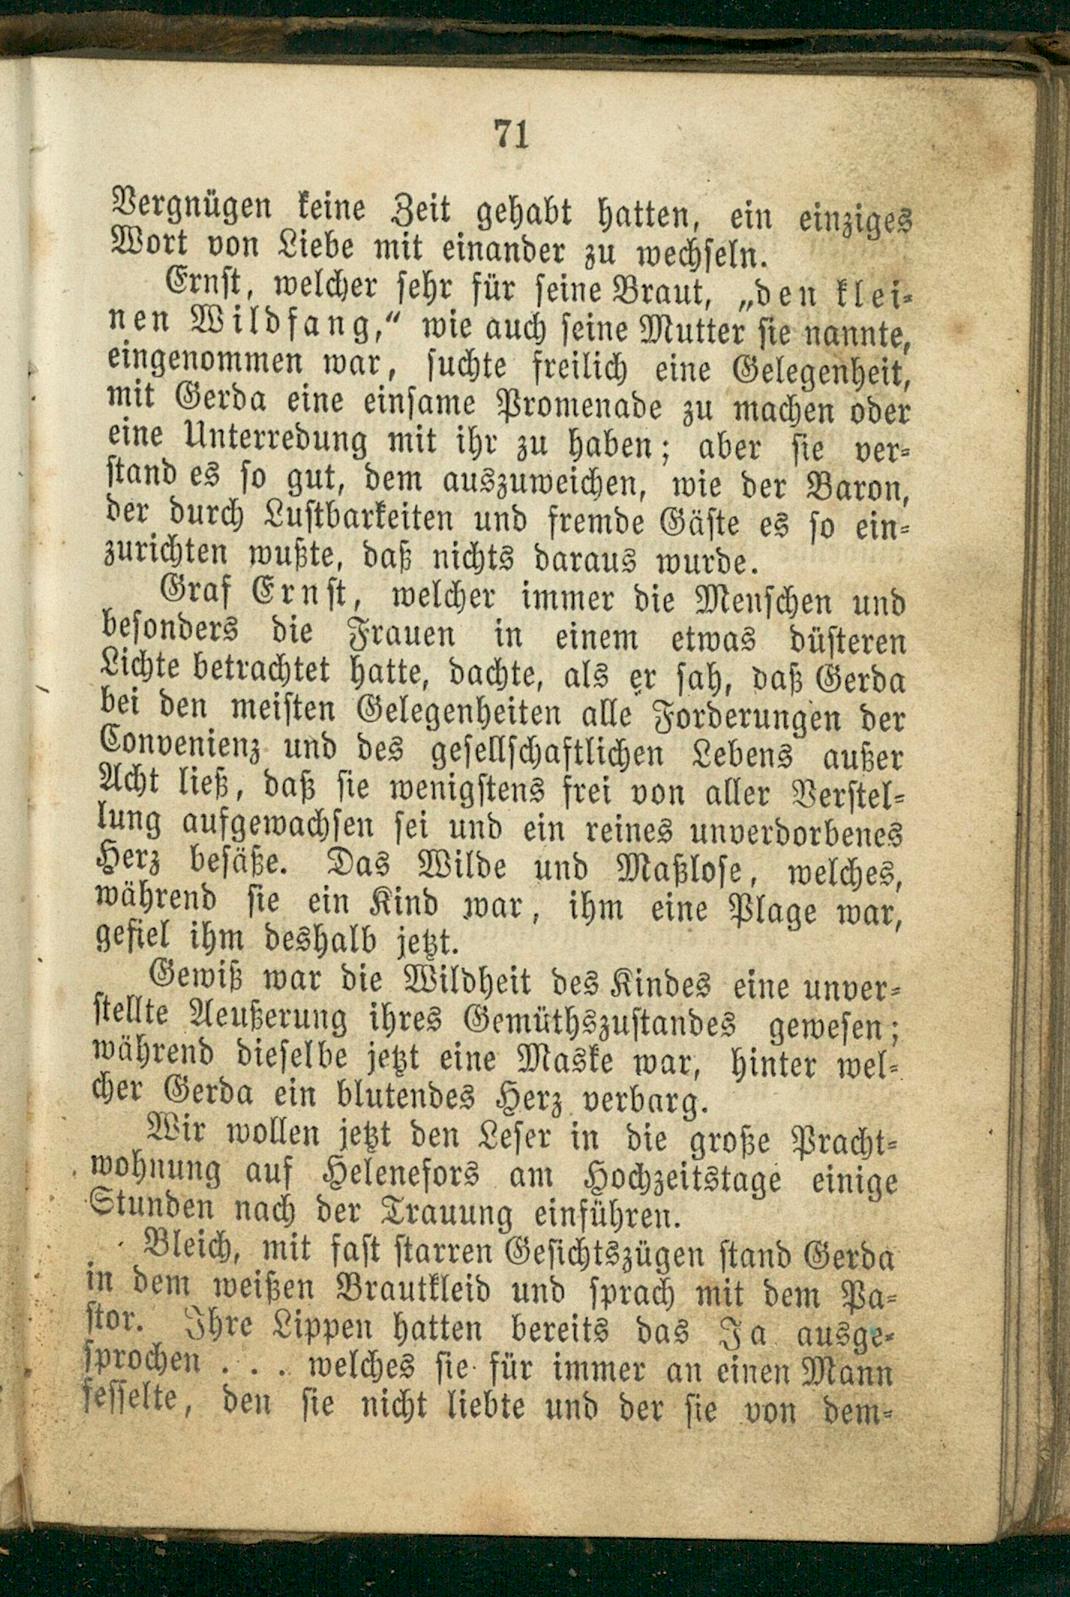 71
Vergnügen keine Zeit gehabt hatten, ein einziges
Wort von Liebe mit einander zu wechseln.
Ernst, welcher sehr für seine Braut, „den klei-
nen Wildfang,“ wie auch seine Mutter sie nannte,
eingenommen war, suchte freilich eine Gelegenheit,
mit Gerda eine einsame Promenade zu machen oder
eine Unterredung mit ihr zu haben; aber sie ver-
stand es so gut, dem auszuweichen, wie der Baron,
der durch Lustbarkeiten und fremde Gäste es so ein-
zurichten wußte, daß nichts daraus wurde.
Graf Ernst, welcher immer die Menschen und
besonders die Frauen in einem etwas düsteren
Lichte betrachtet hatte, dachte, als er sah, daß Gerda
bei den meisten Gelegenheiten alle Forderungen der
Convenienz und des gesellschaftlichen Lebens außer
Acht ließ, daß sie wenigstens frei von aller Verstel-
lung aufgewachsen sei und ein reines unverdorbenes
Herz besäße. Das Wilde und Maßlose, welches,
während sie ein Kind war, ihm eine Plage war,
gefiel ihm deshalb jetzt.
Gewiß war die Wildheit des Kindes eine unver-
stellte Aeußerung ihres Gemüthszustandes gewesen;
während dieselbe jetzt eine Maske war, hinter wel-
cher Gerda ein blutendes Herz verbarg.
Wir wollen jetzt den Leser in die große Pracht-
wohnung auf Helenefors am Hochzeitstage einige
Stunden nach der Trauung einführen.
Bleich, mit fast starren Gesichtszügen stand Gerda
in dem weißen Brautkleid und sprach mit dem Pa-
stor. Ihre Lippen hatten bereits das Ja ausge-
sprochen . . . welches sie für immer an einen Mann
fesselte, den sie nicht liebte und der sie von dem-